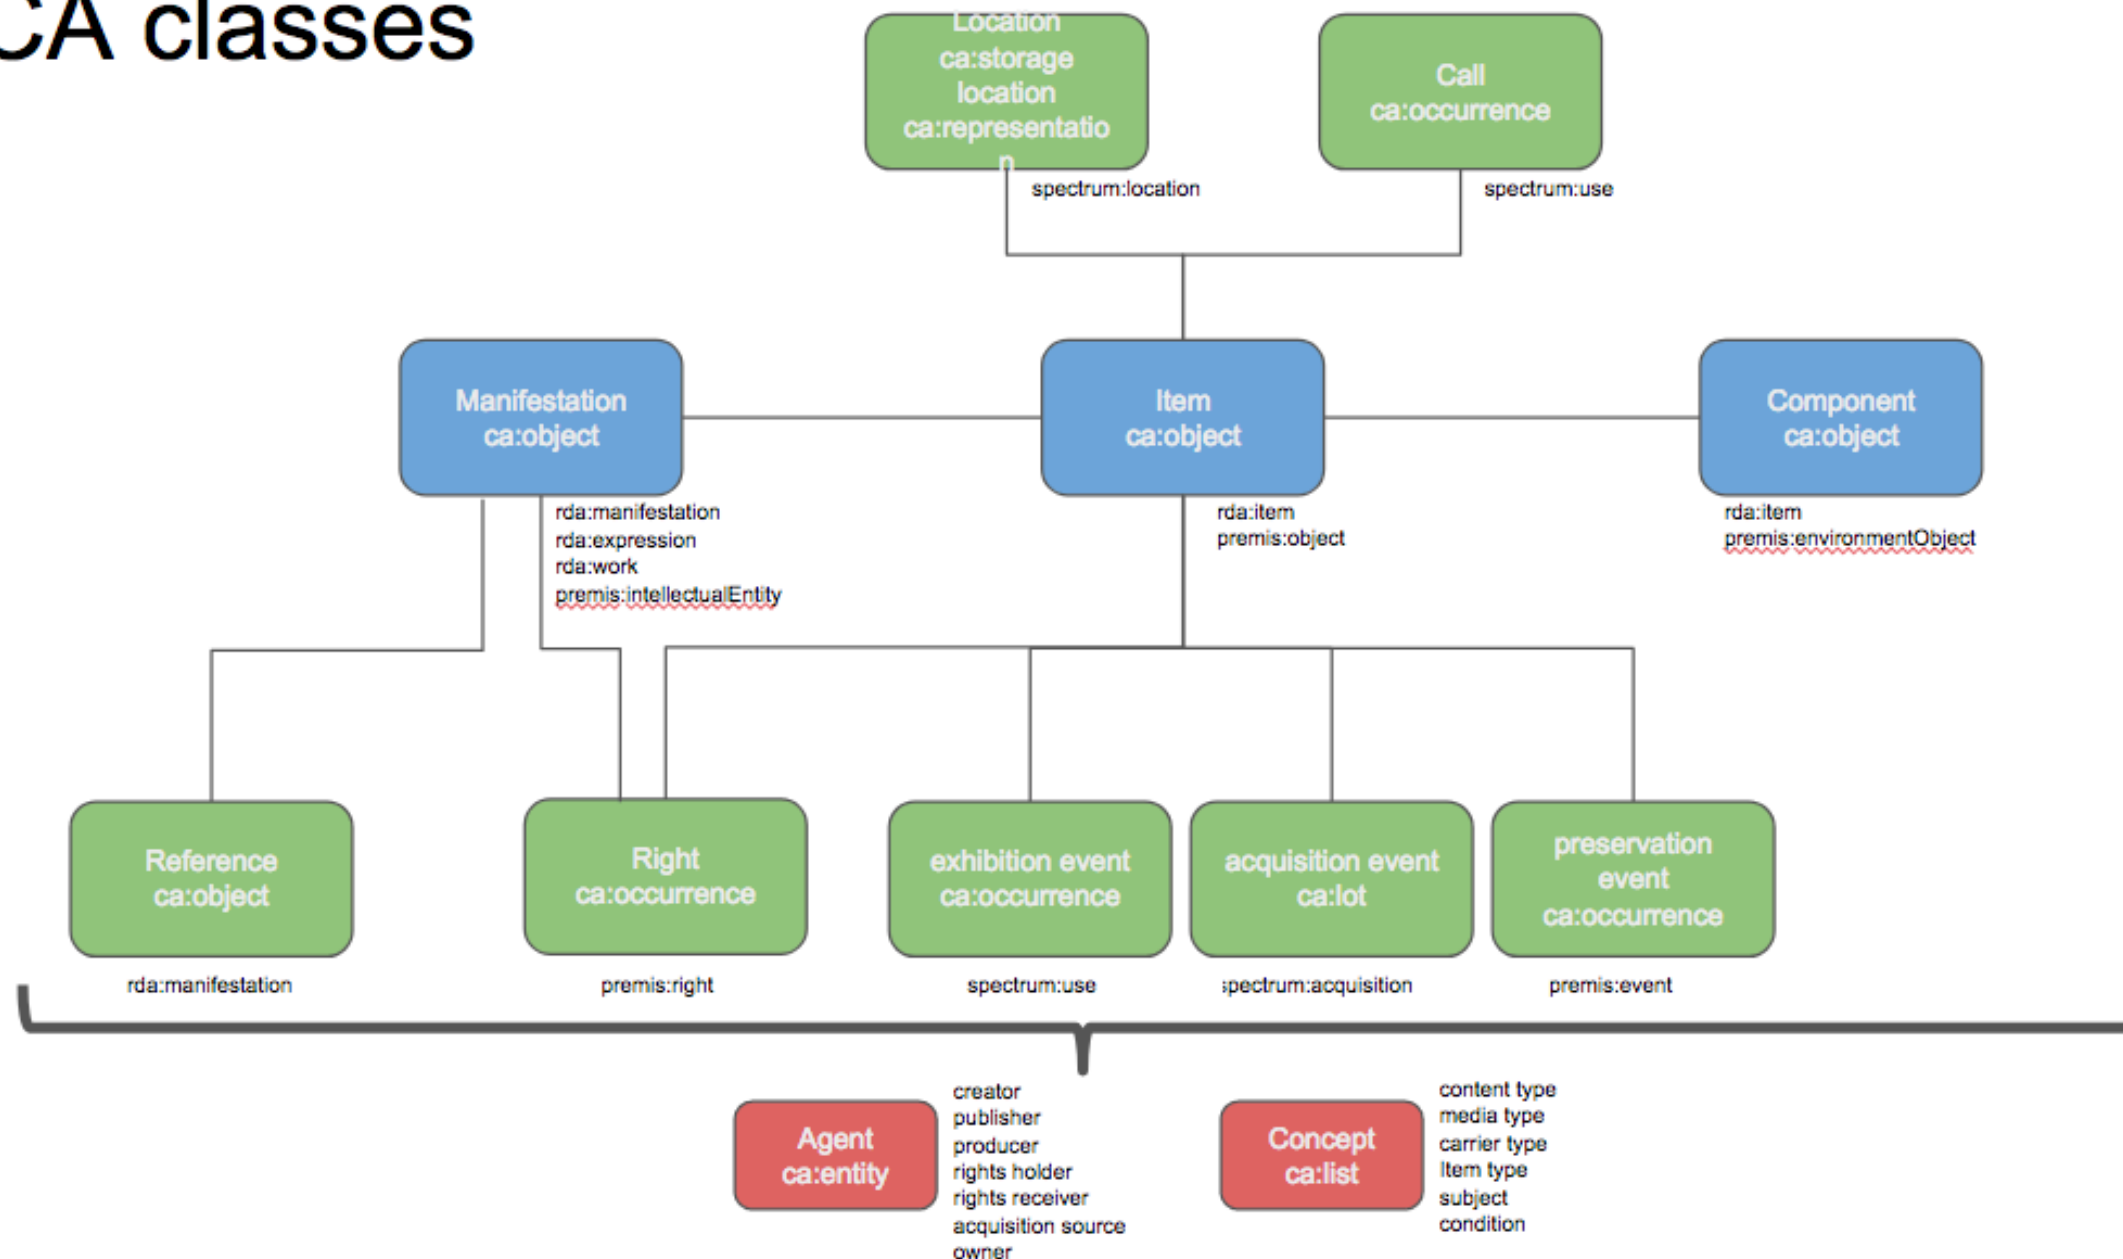 CA classes
Location
ca:storage
location
ca:representatio
n
Call
ca:occurrence
spectrum:location
spectrum:use
Manifestation
ca:object
Item
ca:object
Component
ca:object
rda:manifestation
rda:expression
rda:work
premis:intellectualEntity
rda:item
premis:object
rda:item
premis:environmentObject
Reference
ca:object
Right
ca:occurrence
exhibition event
ca:occurrence
acquisition event
ca:lot
preservation
event
ca:occurrence
rda:manifestation
premis:right
spectrum:use
spectrum:acquisition
premis:event
Agent
ca:entity
creator
publisher
producer
rights holder
rights receiver
acquisition source
owner
Concept
ca:list
content type
media type
carrier type
Item type
subject
condition